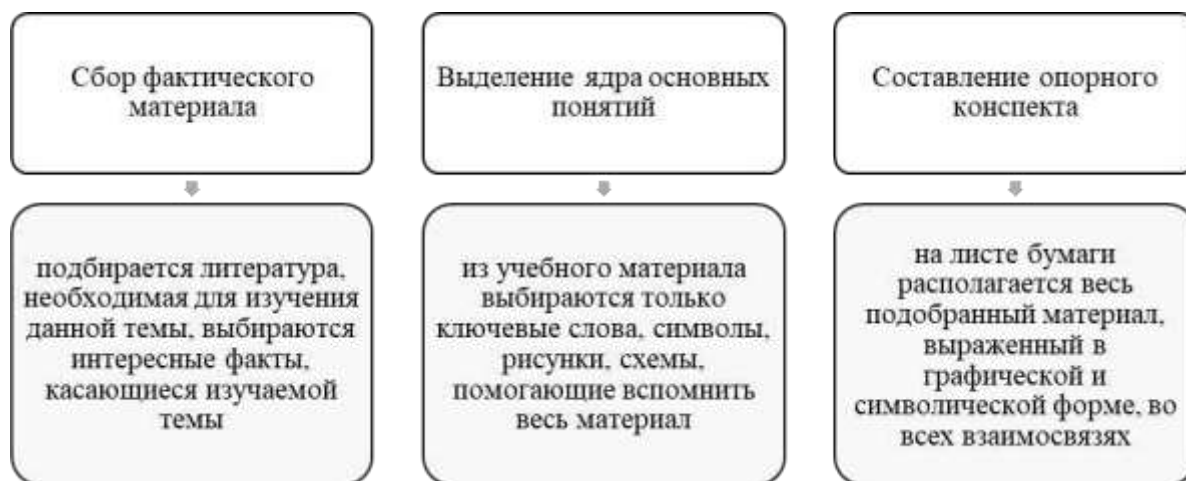 Сбор фактического
материала
Выделение ядра основных
понятий
Составление опорного
конспекта
подбирается литература,
необходимая для изучения
данной темы, выбираются
интересные факты,
касающиеся изучаемой
темы
из учебного материала
выбираются только
ключевые слова, символы,
рисунки, схемы,
помогающие вспомнить
весь материал
на листе бумаги
располагается весь
подобранный материал,
выраженный в
графической и
символической форме, во
всех взаимосвязях